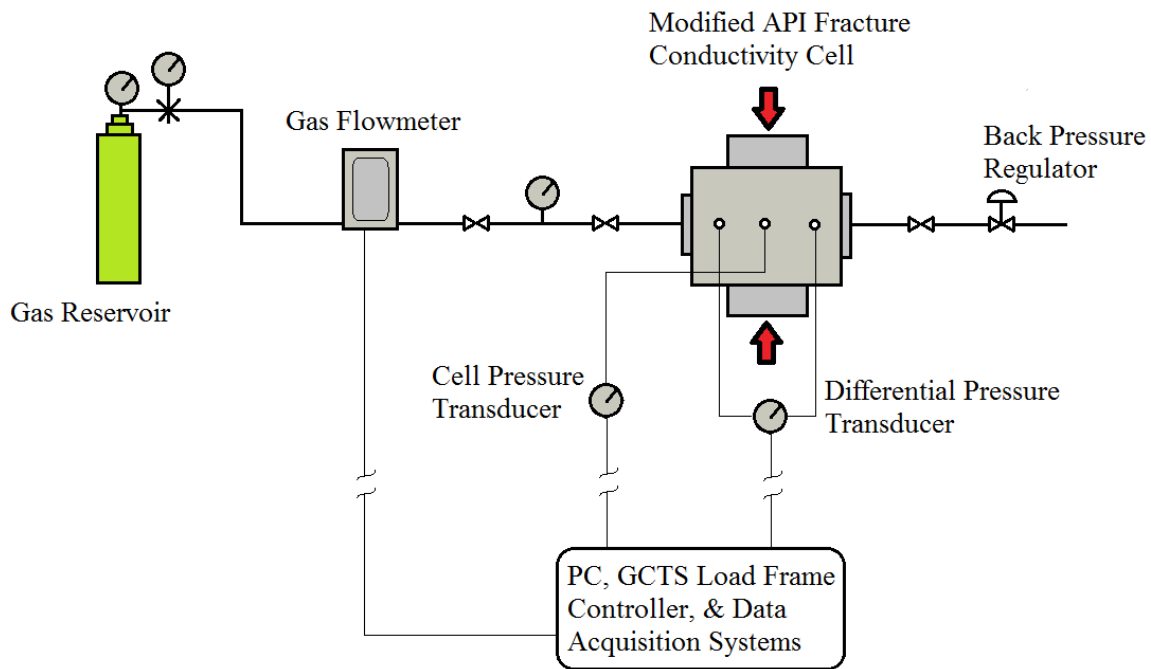 Modified API Fracture
Conductivity Cell
Gas Flowmeter
Back Pressure
Regulator
Gas Reservoir
Cell Pressure
Transducer
Differential Pressure
Transducer
PC, GCTS Load Frame
Controller, & Data
Acquisition Systems